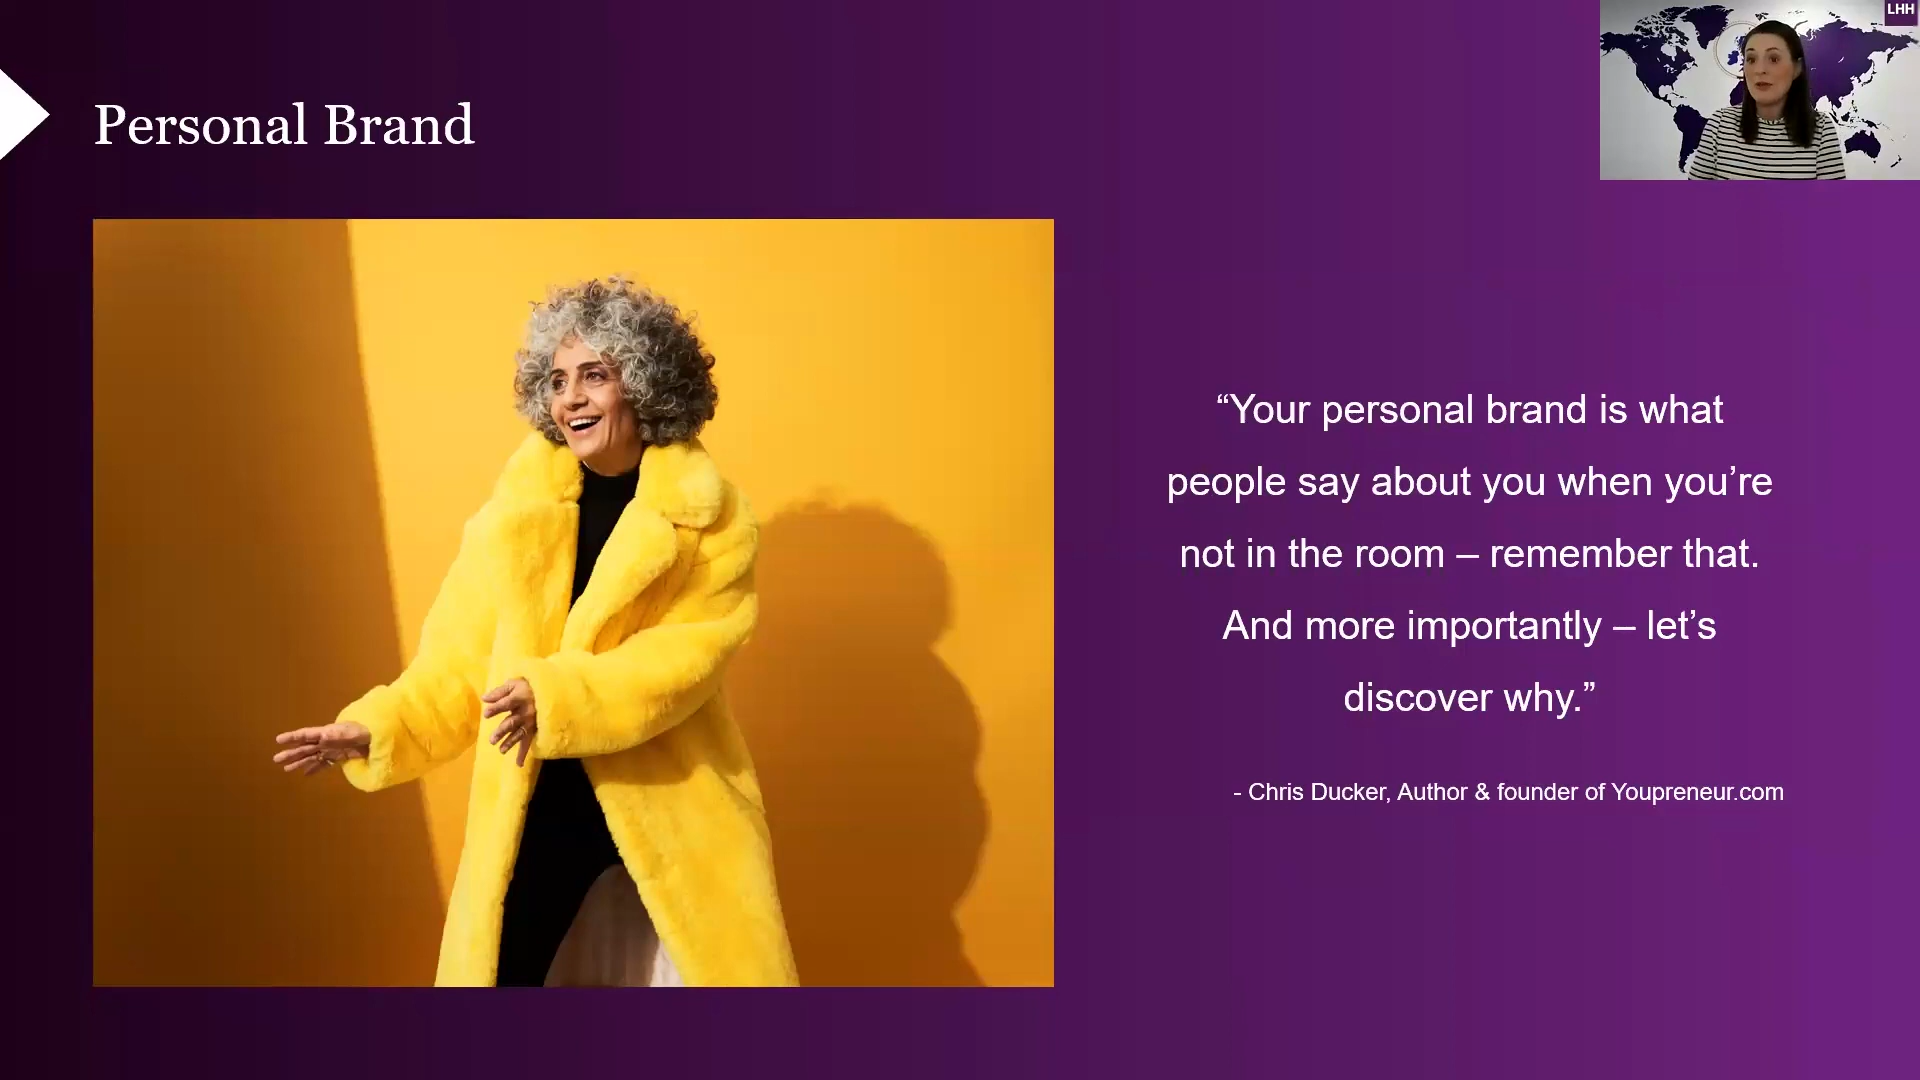 LHH
Personal Brand
“Your personal brand is what
people say about you when you’re
not in the room – remember that.
And more importantly – let’s
discover why.”
- Chris Ducker, Author & founder of Youpreneur.com